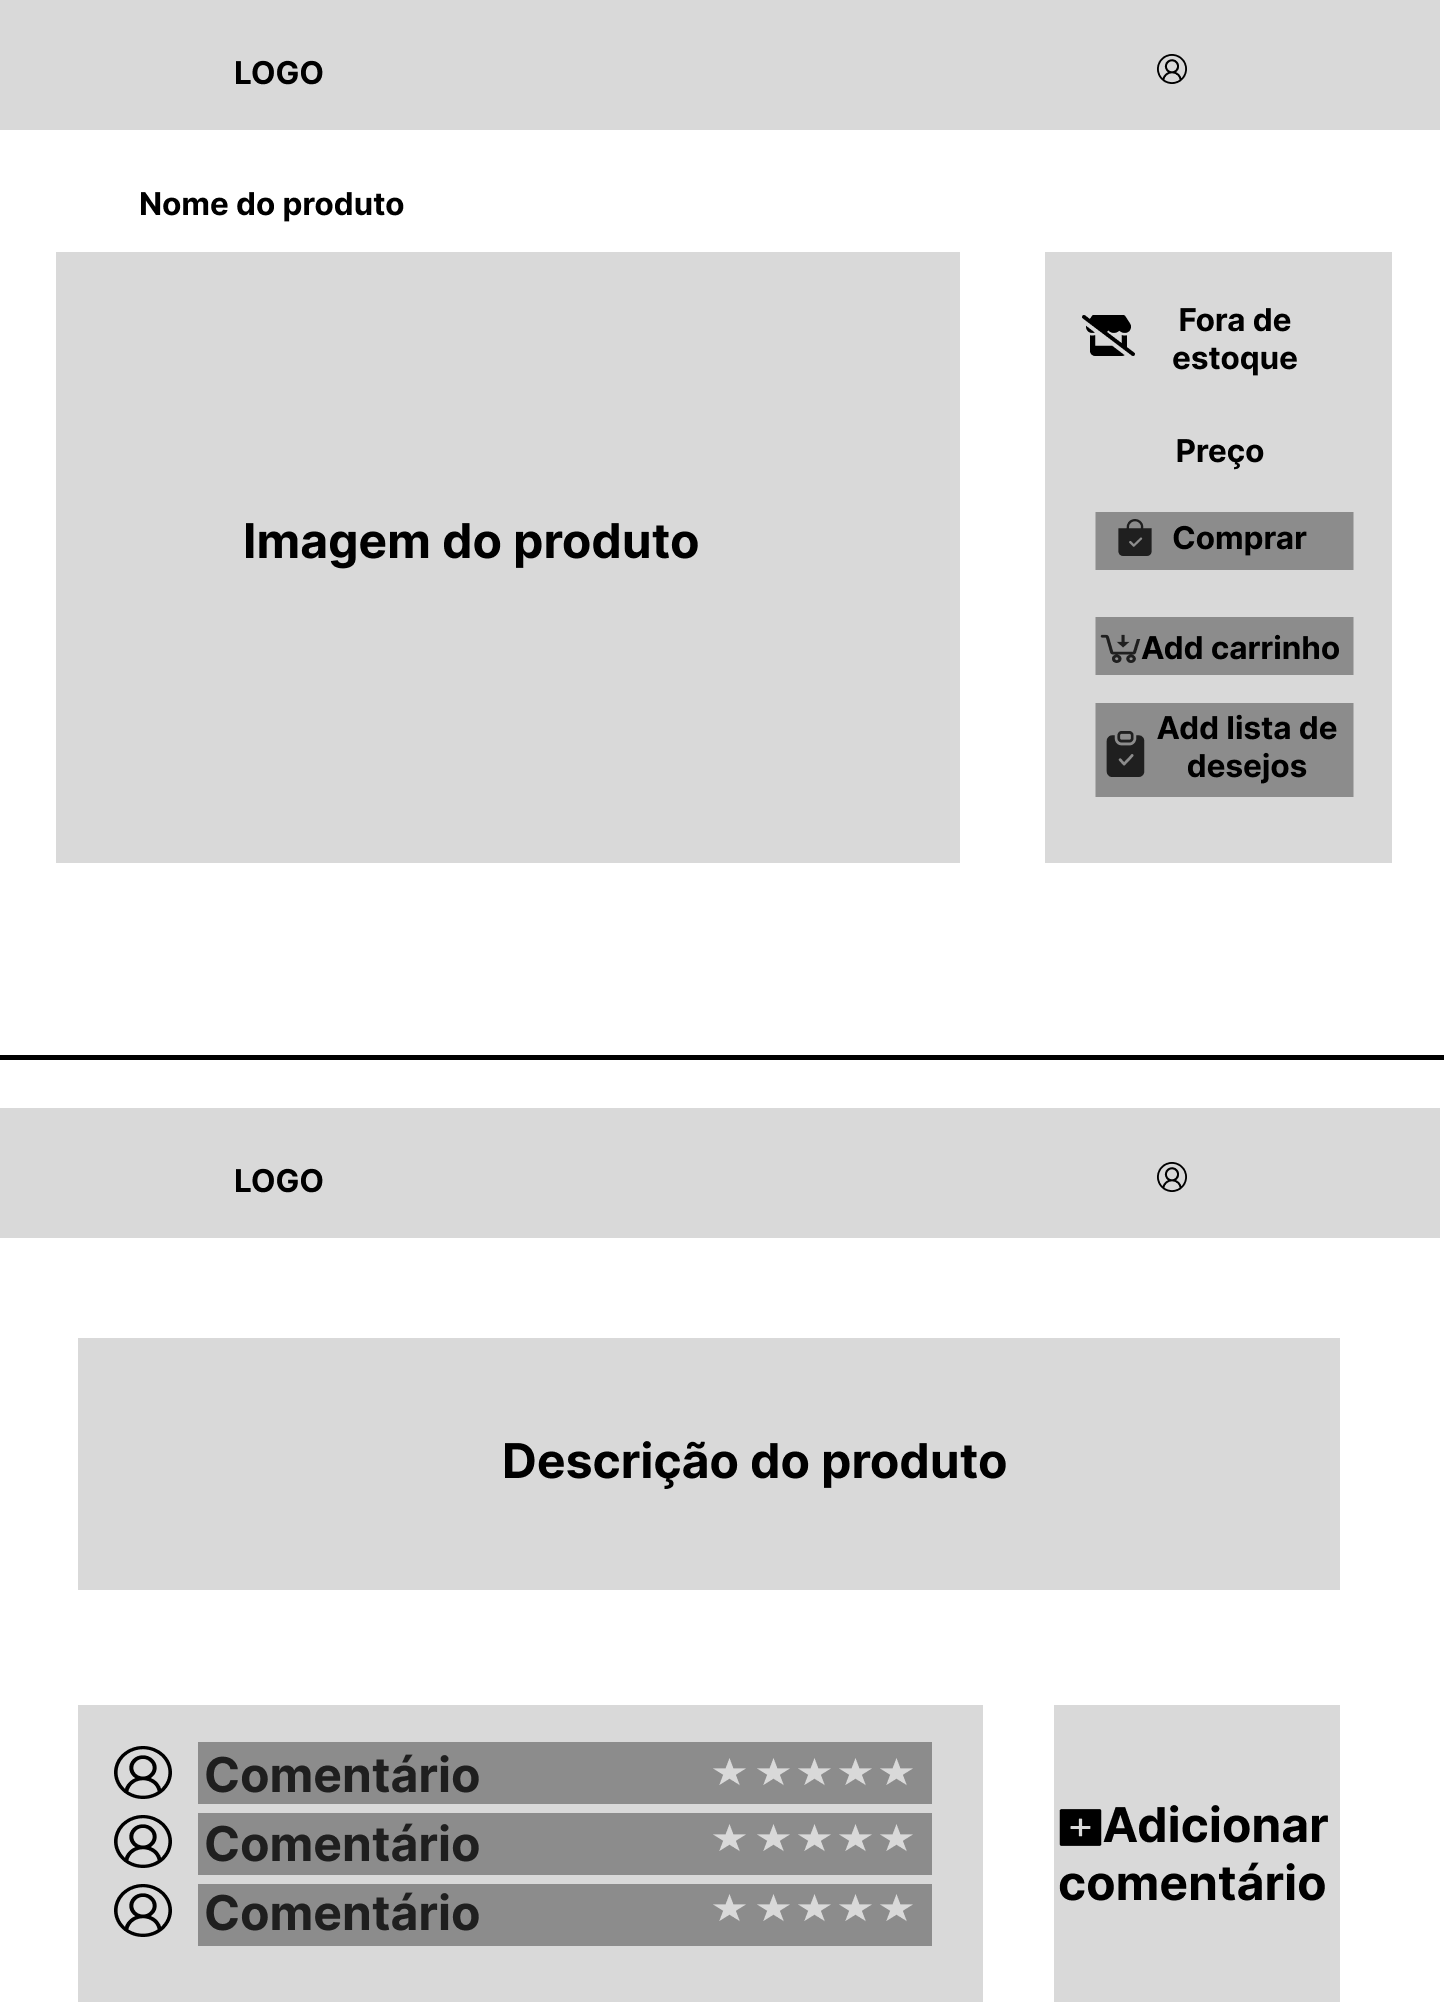 LOGO
Nome do produto
Imagem do produto
Fora de
estoque
Preço
Comprar
Add carrinho
Add lista de
desejos
LOGO
Descrição do produto
Comentário
Comentário
Comentário
Adicionar
comentário